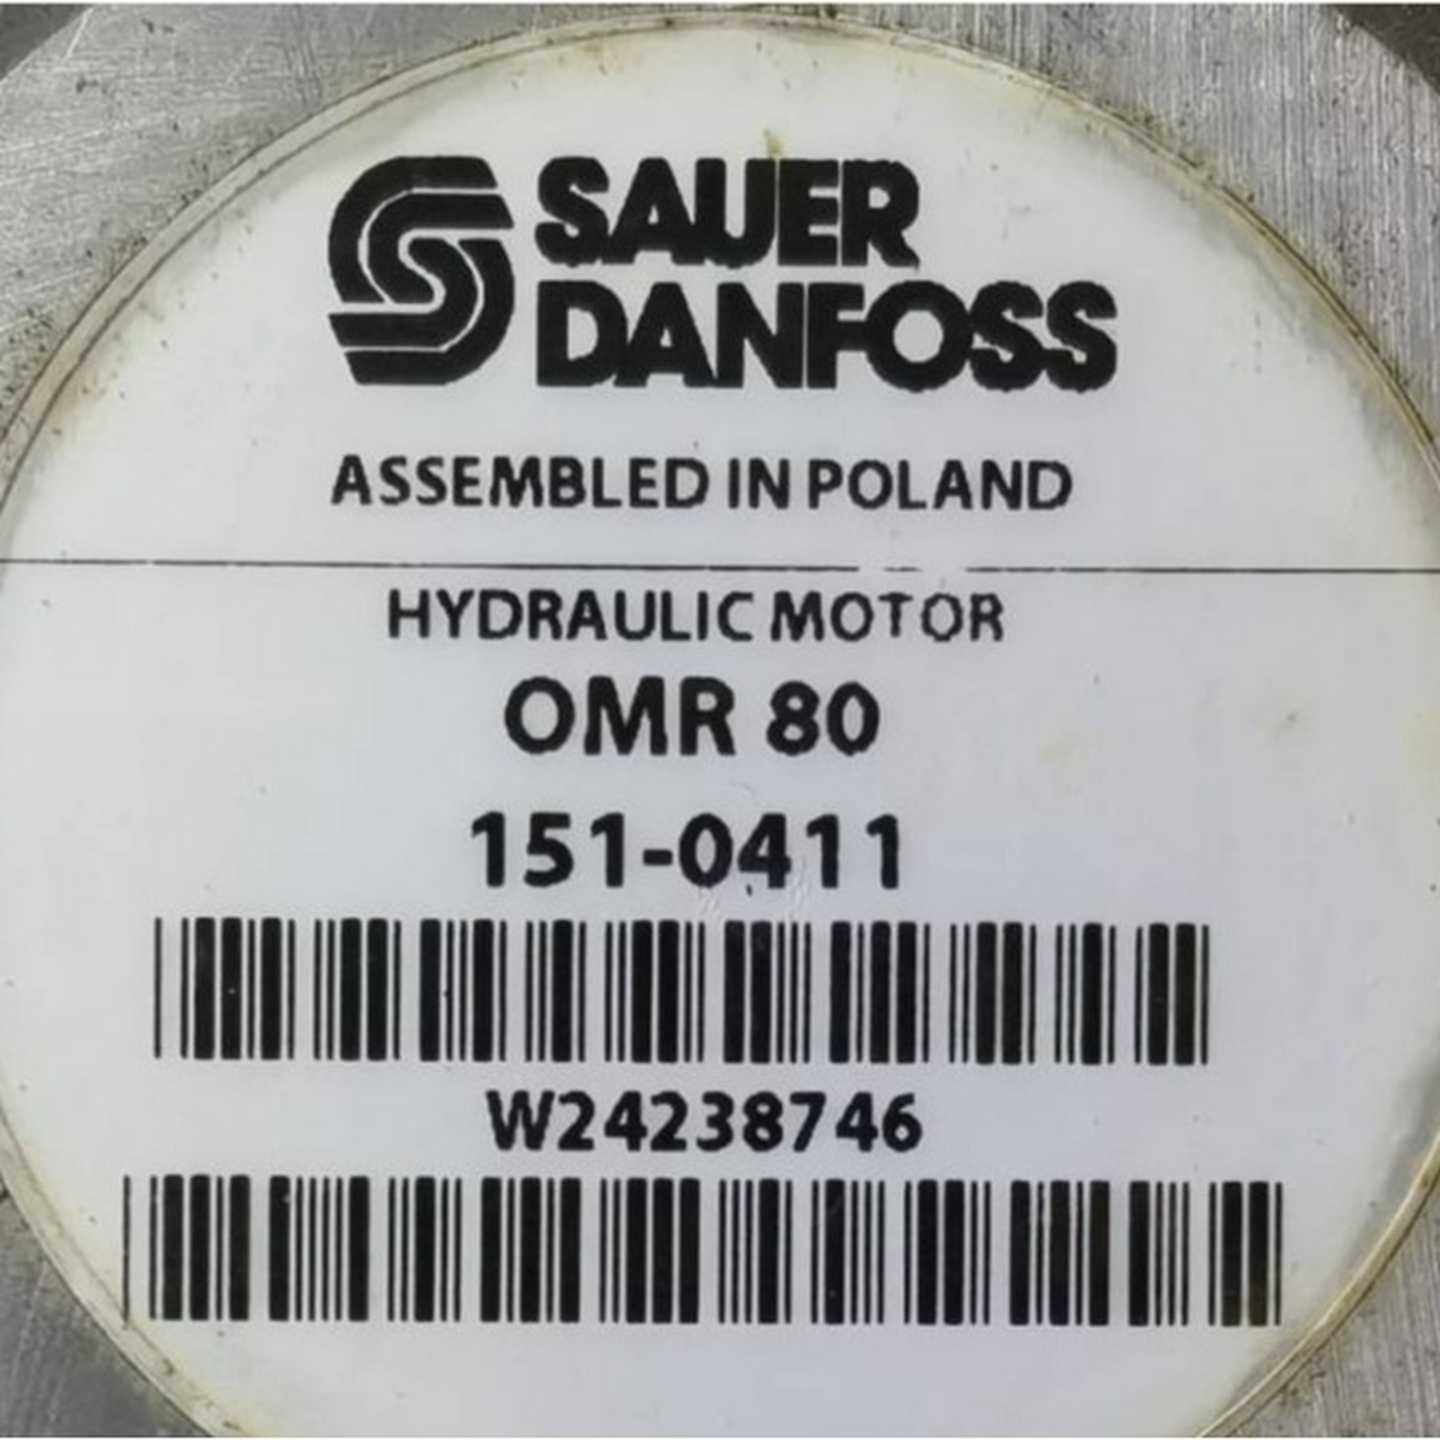 SAUER
DANFOSS
ASSEMBLED IN POLAND
HYDRAULIC MOTOR
OMR 80
151-0411
W24238746